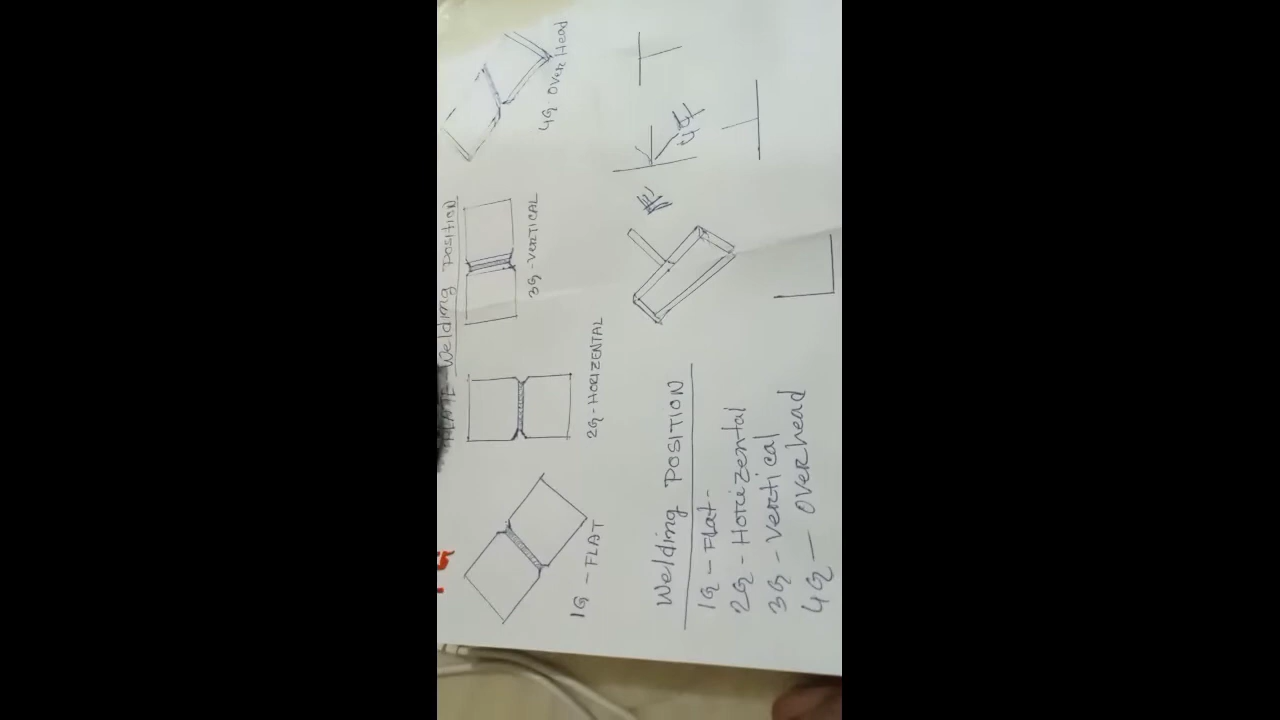 PLATE Welding POSITION
1G - FLAT
2G - HORIZENTAL
3G - VERTICAL
4G OVER Head
Welding POSITION
1G - Flat -
2G - Horizental
3G - Vertical
4G - Overhead